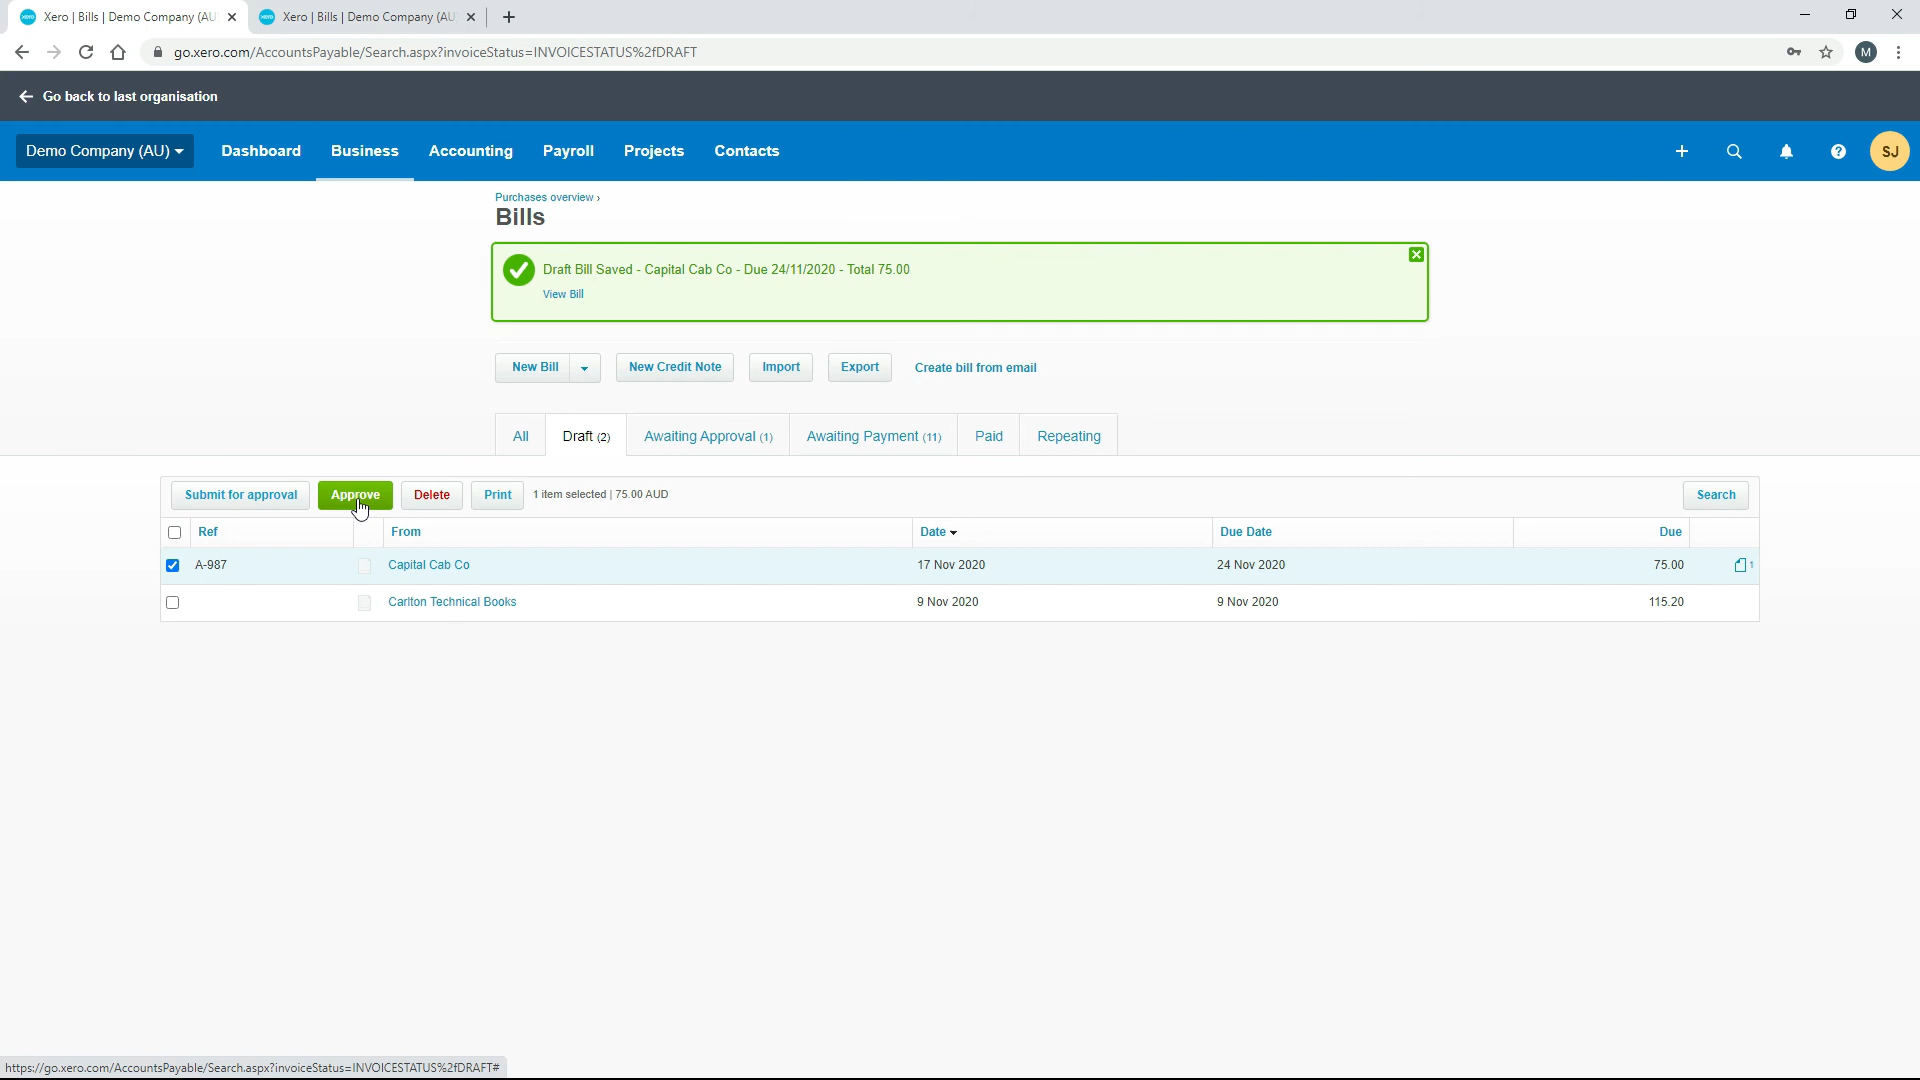 Xero | Bills | Demo Company (AU
Xero | Bills | Demo Company (AU
go.xero.com/AccountsPayable/Search.aspx?invoiceStatus=INVOICESTATUS%2fDRAFT
M
Go back to last organisation
Demo Company (AU)
Dashboard
Business
Accounting
Payroll
Projects
Contacts
SJ
Purchases overview ›
Bills
Draft Bill Saved - Capital Cab Co - Due 24/11/2020 - Total 75.00
View Bill
New Bill
New Credit Note
Import
Export
Create bill from email
All
Draft (2)
Awaiting Approval (1)
Awaiting Payment (11)
Paid
Repeating
Submit for approval
Approve
Delete
Print
1 item selected | 75.00 AUD
Search
Ref
From
Date
Due Date
Due
A-987
Capital Cab Co
17 Nov 2020
24 Nov 2020
75.00
1
Carlton Technical Books
9 Nov 2020
9 Nov 2020
115.20
https://go.xero.com/AccountsPayable/Search.aspx?invoiceStatus=INVOICESTATUS%2fDRAFT#